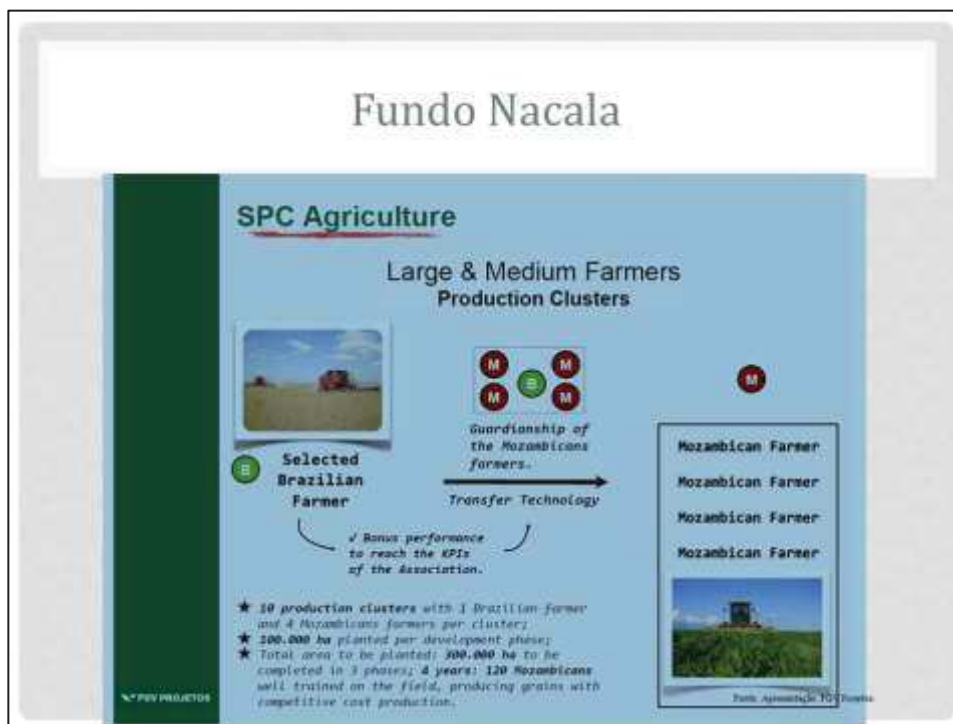 Fundo Nacala
SPC Agriculture
Large & Medium Farmers
Production Clusters
M
M
B
M
M
Guardianship of
the Mozambicans
farmers.
B
Selected
Brazilian
Farmer
Transfer Technology
√ Bonus performance
to reach the KPIs
of the Association.
M
Mozambican Farmer
Mozambican Farmer
Mozambican Farmer
Mozambican Farmer
★ 10 production clusters with 1 Brazilian farmer
and 4 Mozambicans farmers per cluster;
★ 100.000 ha planted per development phase;
★ Total area to be planted: 300.000 ha to be
completed in 3 phases; 4 years: 120 Mozambicans
well trained on the field, producing grains with
competitive cost production.
FGV PROJETOS
Fonte: Apresentação FGV